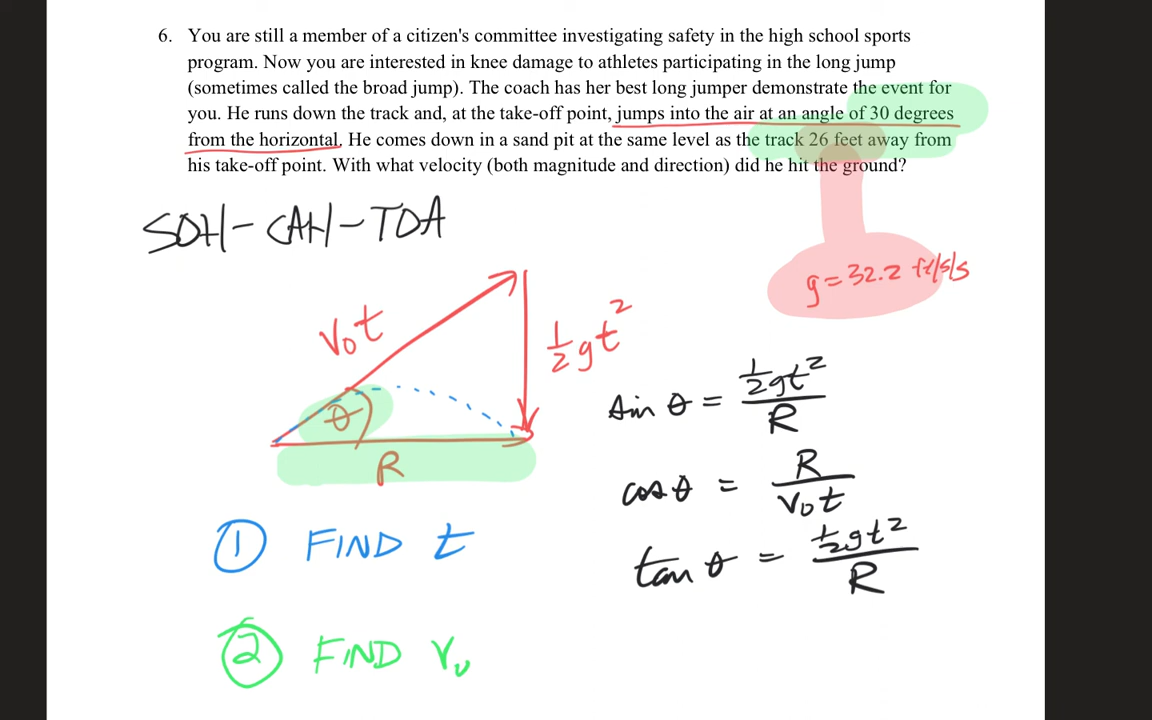 6. You are still a member of a citizen's committee investigating safety in the high school sports
program. Now you are interested in knee damage to athletes participating in the long jump
(sometimes called the broad jump). The coach has her best long jumper demonstrate the event for
you. He runs down the track and, at the take-off point, jumps into the air at an angle of 30 degrees
from the horizontal. He comes down in a sand pit at the same level as the track 26 feet away from
his take-off point. With what velocity (both magnitude and direction) did he hit the ground?
SOH-CAH-TOA
g=32.2 ft/s/s
V₀t
½gt²
θ
R
sin θ = ½gt²/R
cos θ = R/V₀t
tan θ = ½gt²/R
① FIND t
② FIND V₀